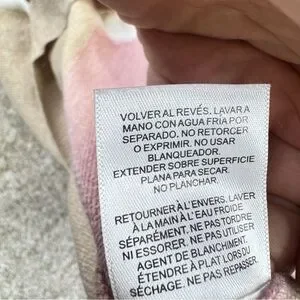 VOLVER AL REVÉS. LAVAR A
MANO CON AGUA FRIA POR
SEPARADO. NO RETORCER
O EXPRIMIR. NO USAR
BLANQUEADOR.
EXTENDER SOBRE SUPERFICIE
PLANA PARA SECAR.
NO PLANCHAR.
RETOURNER À L'ENVERS. LAVER
À LA MAIN À L'EAU FROIDE
SÉPARÉMENT. NE PAS TORDRE
NI ESSORER. NE PAS UTILISER
AGENT DE BLANCHIMENT.
ÉTENDRE À PLAT LORS DU
SÉCHAGE. NE PAS REPASSER.